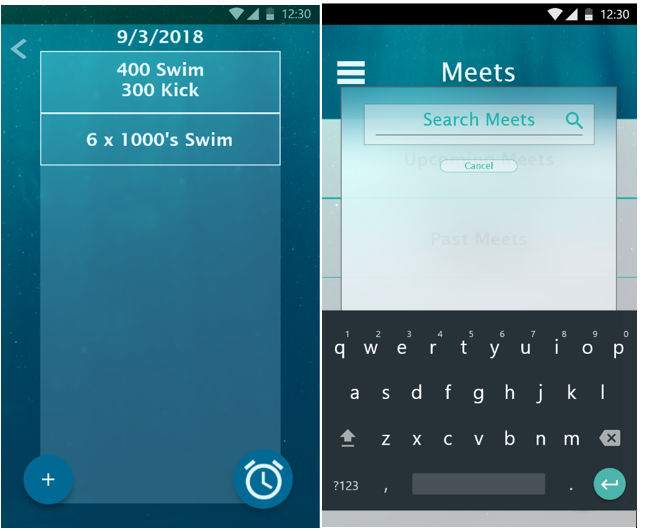 12:30
9/3/2018
400 Swim
300 Kick
6 x 1000's Swim
+
12:30
Meets
Search Meets
Upcoming Meets
Cancel
Past Meets
1 2 3 4 5 6 7 8 9 0
q w e r t y u i o p
a s d f g h j k l
z x c v b n m
?123 , .